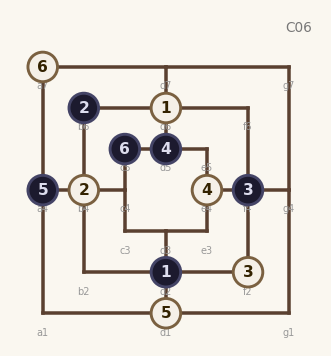 C06
6
a7 d7 g7
2 1
b6 d6 f6
6 4
c5 d5 e5
5 2 4 3
a4 b4 c4 e4 f4 g4
c3 d3 e3
1 3
b2 d2 f2
5
a1 d1 g1